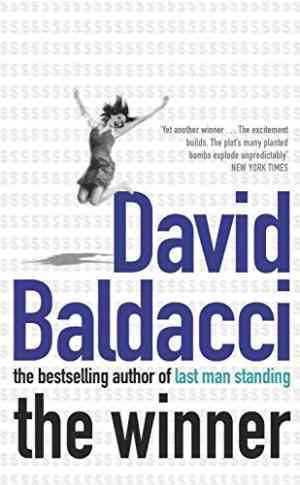 'Yet another winner . . . The excitement
builds. The plot's many planted
bombs explode unpredictably'
NEW YORK TIMES
David
Baldacci
the bestselling author of last man standing
the winner